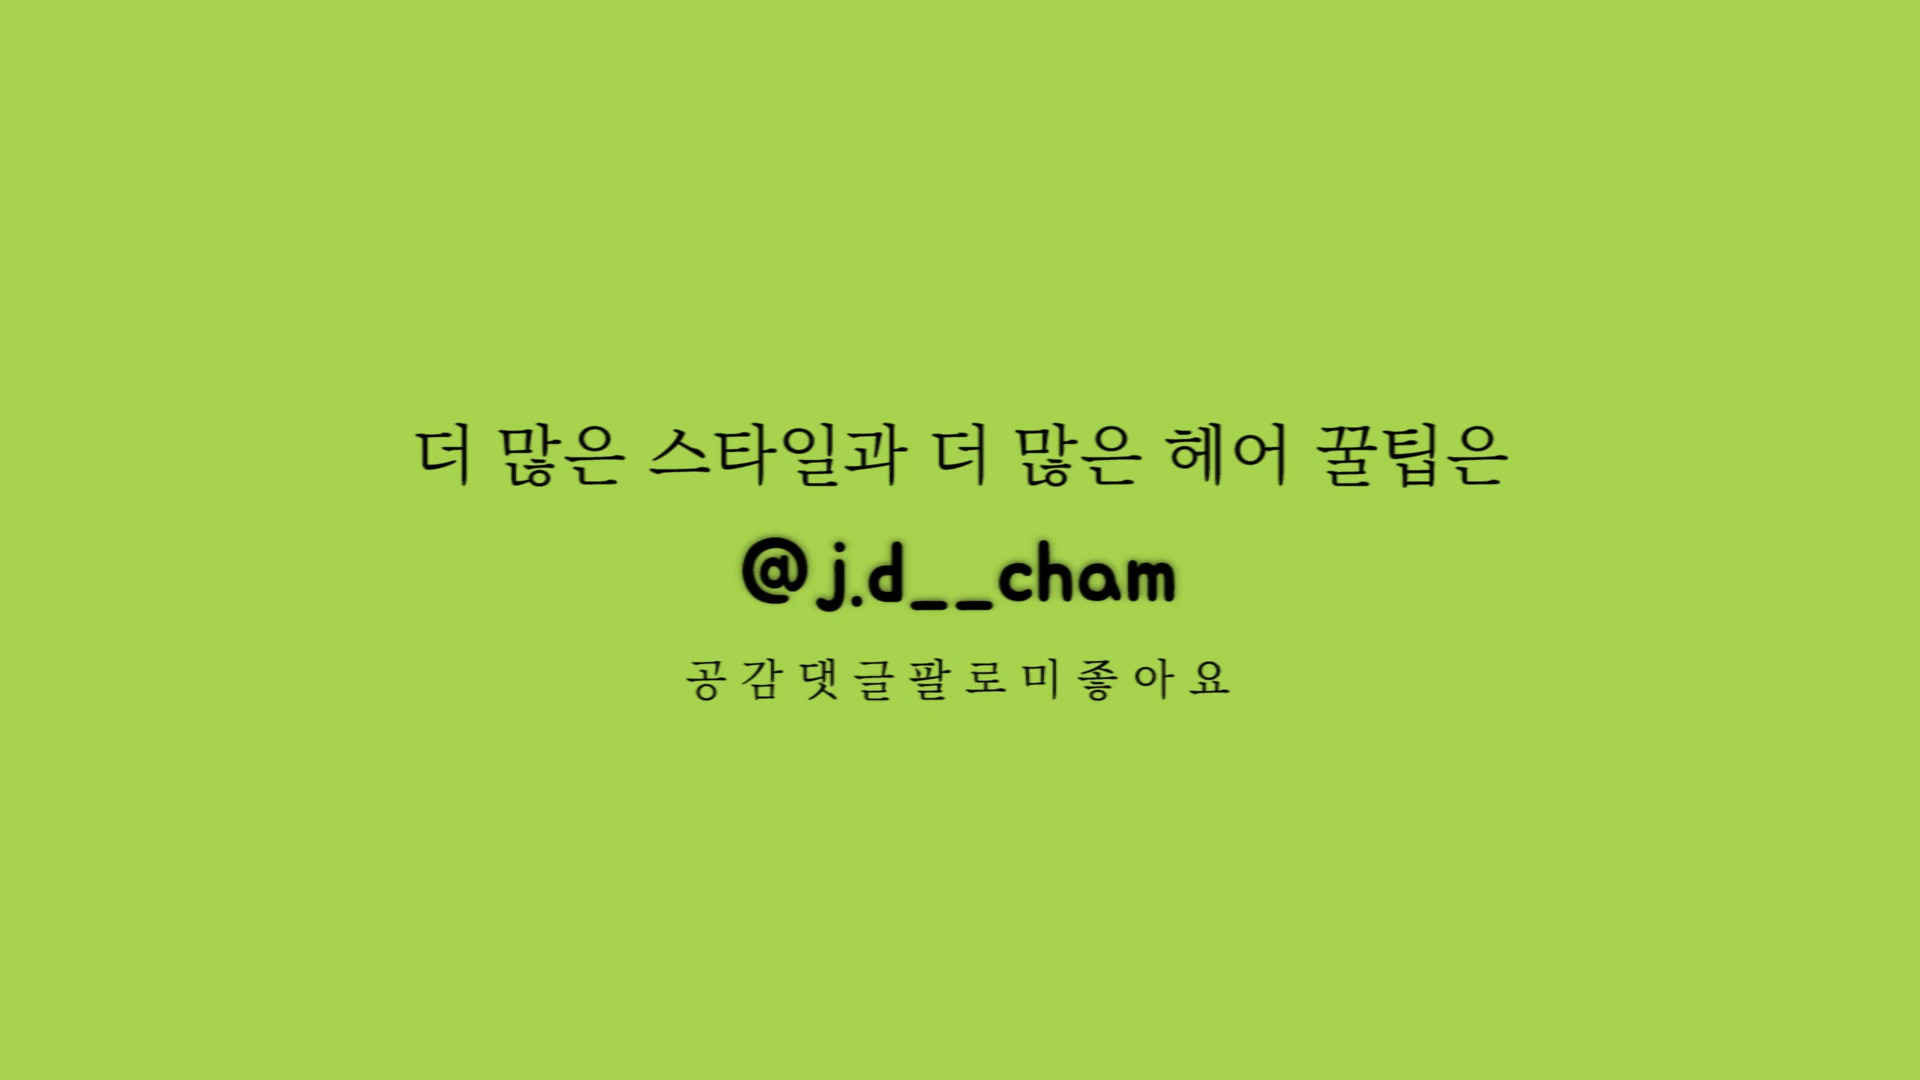 더 많은 스타일과 더 많은 헤어 꿀팁은
@j.d__cham
공감댓글팔로미좋아요